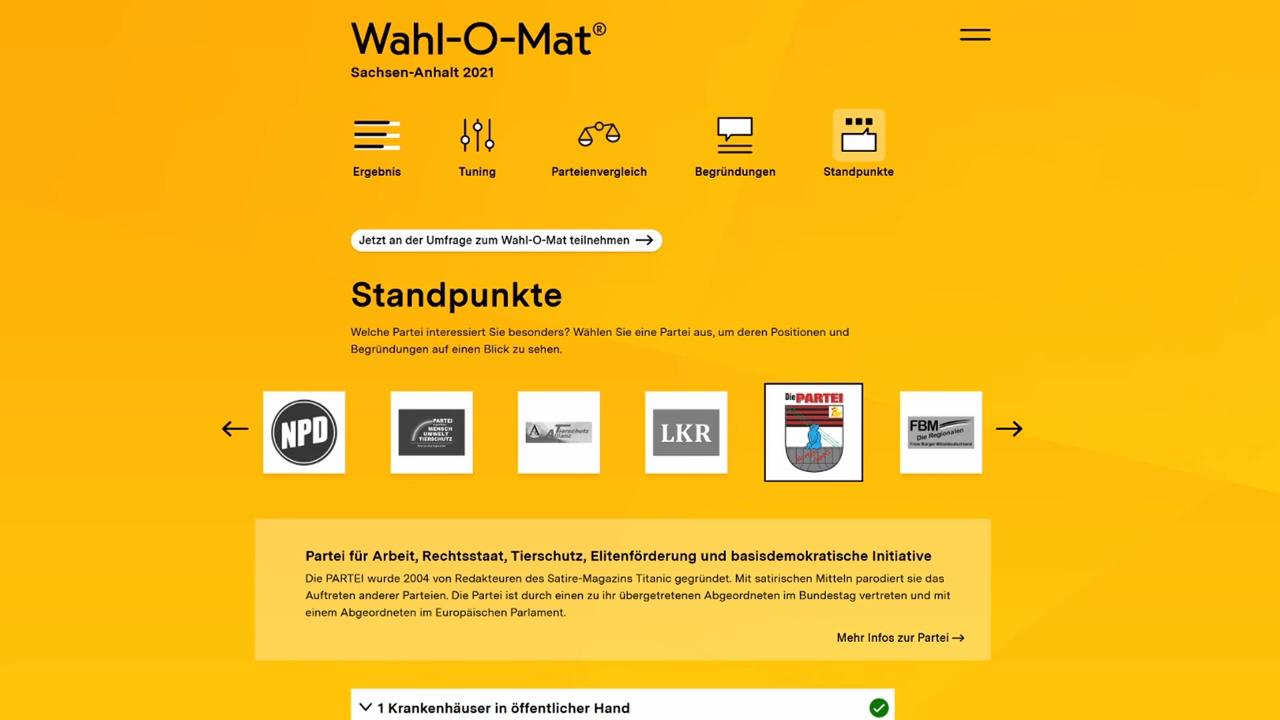 Wahl-O-Mat®
Sachsen-Anhalt 2021
Ergebnis
Tuning
Parteienvergleich
Begründungen
Standpunkte
Jetzt an der Umfrage zum Wahl-O-Mat teilnehmen
Standpunkte
Welche Partei interessiert Sie besonders? Wählen Sie eine Partei aus, um deren Positionen und
Begründungen auf einen Blick zu sehen.
NPD
PARTEI
MENSCH
UMWELT
TIERSCHUTZ
Tierschutz
Allianz
LKR
Die PARTEI
FBM
Die Regionalen
Freie Bürger Mitteldeutschland
Partei für Arbeit, Rechtsstaat, Tierschutz, Elitenförderung und basisdemokratische Initiative
Die PARTEI wurde 2004 von Redakteuren des Satire-Magazins Titanic gegründet. Mit satirischen Mitteln parodiert sie das
Auftreten anderer Parteien. Die Partei ist durch einen zu ihr übergetretenen Abgeordneten im Bundestag vertreten und mit
einem Abgeordneten im Europäischen Parlament.
Mehr Infos zur Partei
1 Krankenhäuser in öffentlicher Hand